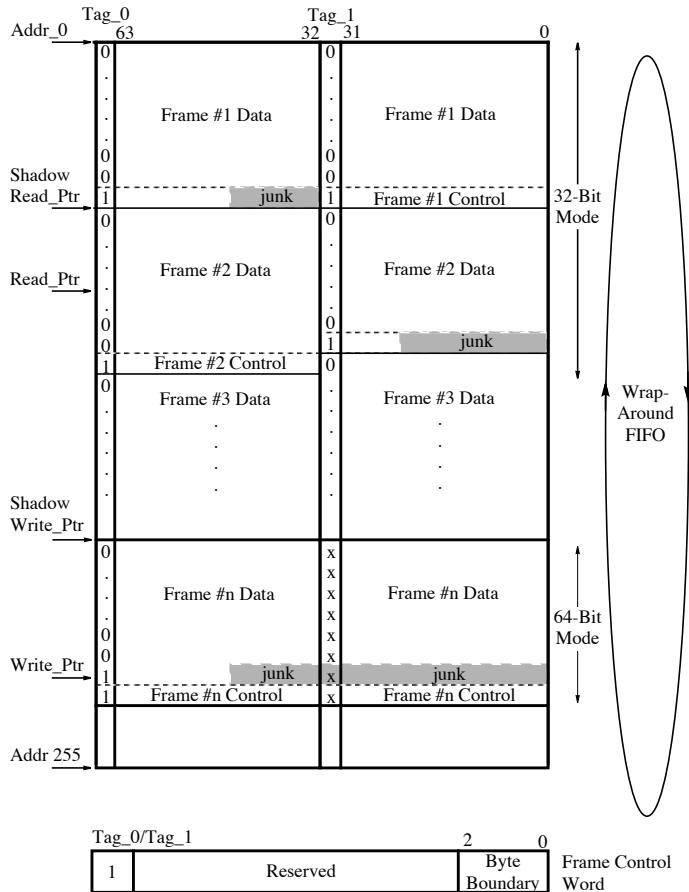 Tag_0 Tag_1
Addr_0 63 32 31 0
0 0
. .
. Frame #1 Data . Frame #1 Data
. .
. .
0 0
Shadow 0 0
Read_Ptr 1 junk 1 Frame #1 Control 32-Bit
0 0 Mode
. .
. Frame #2 Data . Frame #2 Data
Read_Ptr . .
. .
0 0
0 1 junk
1 Frame #2 Control 0
0 Frame #3 Data . Frame #3 Data Wrap-
. . . . Around
. . . . FIFO
. . . .
. . . .
Shadow
Write_Ptr
0 x
. x
. Frame #n Data x Frame #n Data
. x 64-Bit
0 x Mode
0 x
Write_Ptr 1 junk x junk
1 Frame #n Control x Frame #n Control
Addr 255
Tag_0/Tag_1 2 0
1 Reserved Byte Frame Control
Boundary Word